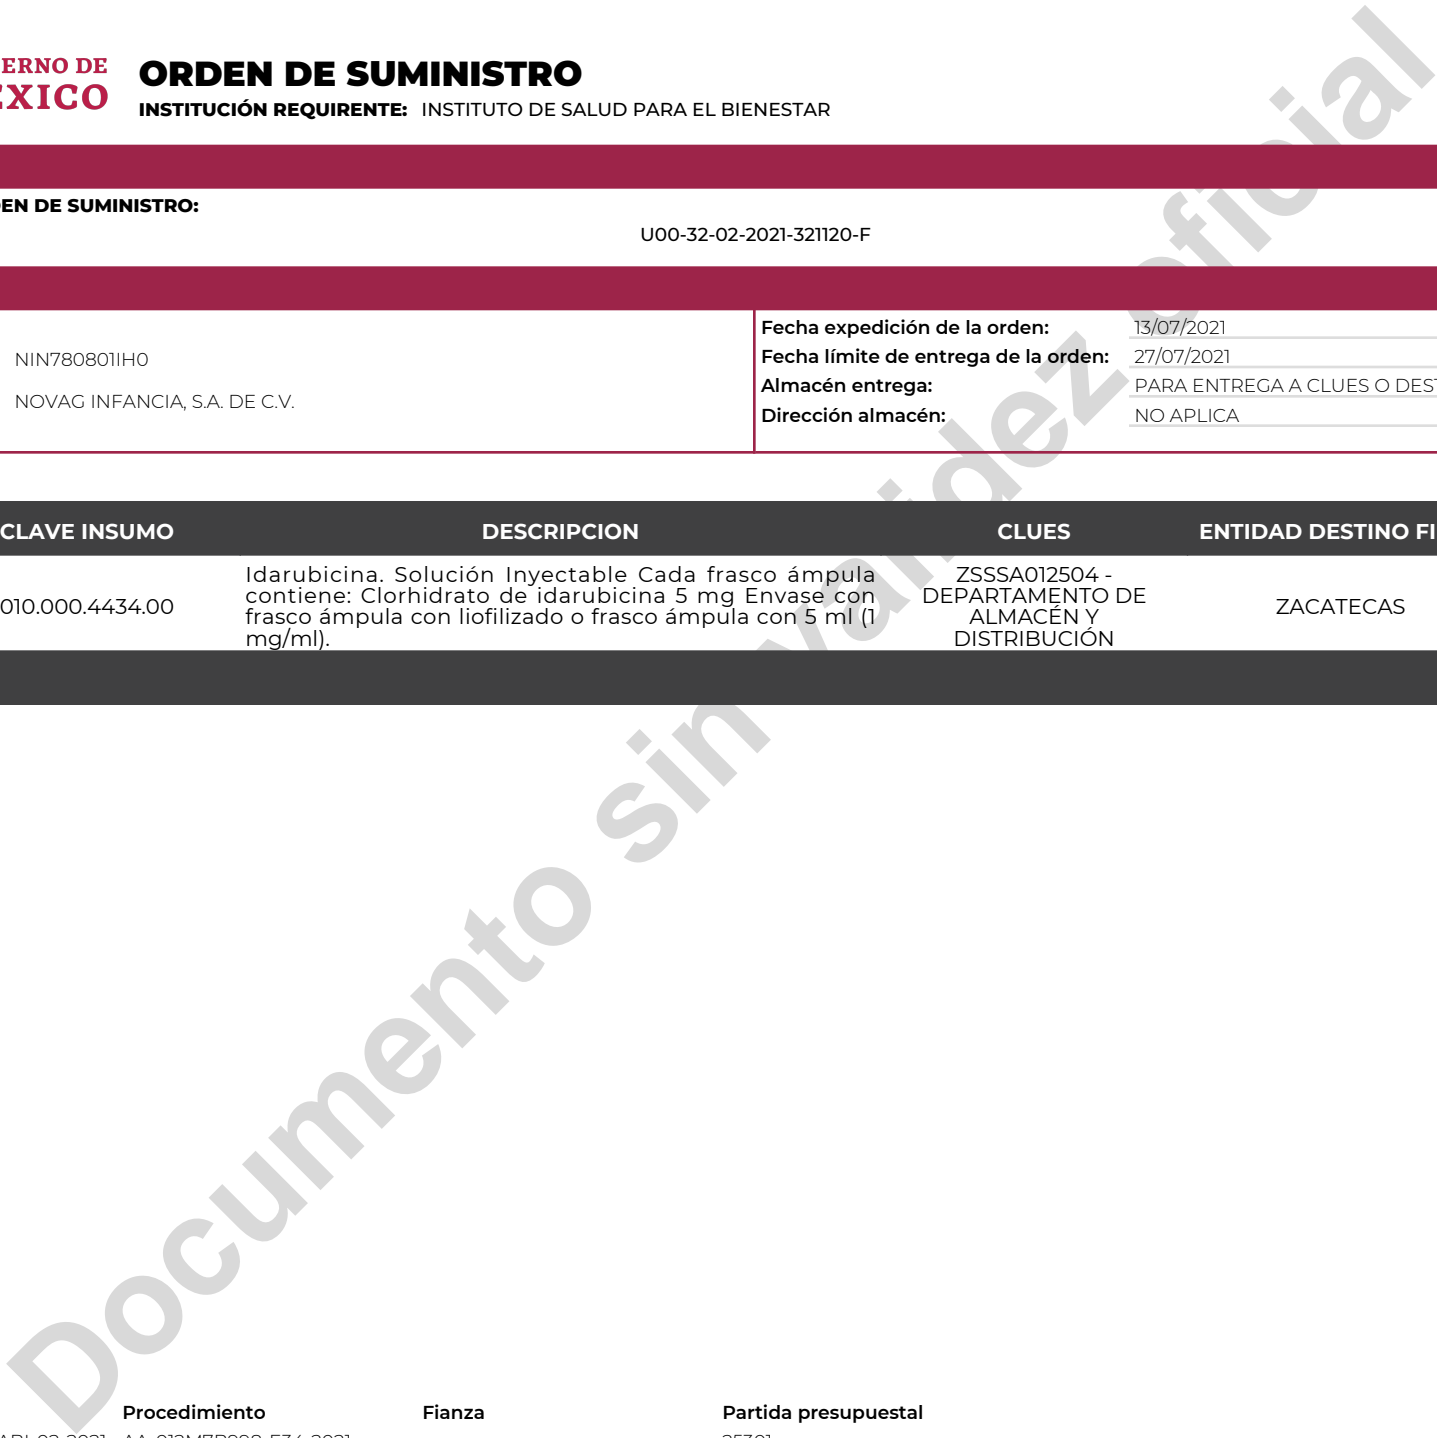 ERNO DE
EXICO
ORDEN DE SUMINISTRO
INSTITUCIÓN REQUIRENTE: INSTITUTO DE SALUD PARA EL BIENESTAR
EN DE SUMINISTRO:
U00-32-02-2021-321120-F
NIN780801IH0
NOVAG INFANCIA, S.A. DE C.V.
Fecha expedición de la orden: 13/07/2021
Fecha límite de entrega de la orden: 27/07/2021
Almacén entrega: PARA ENTREGA A CLUES O DEST
Dirección almacén: NO APLICA
CLAVE INSUMO DESCRIPCION CLUES ENTIDAD DESTINO FI
010.000.4434.00
Idarubicina. Solución Inyectable Cada frasco ámpula
contiene: Clorhidrato de idarubicina 5 mg Envase con
frasco ámpula con liofilizado o frasco ámpula con 5 ml (1
mg/ml).
ZSSSA012504 -
DEPARTAMENTO DE
ALMACÉN Y
DISTRIBUCIÓN
ZACATECAS
Documento sin validez oficial
Procedimiento Fianza Partida presupuestal